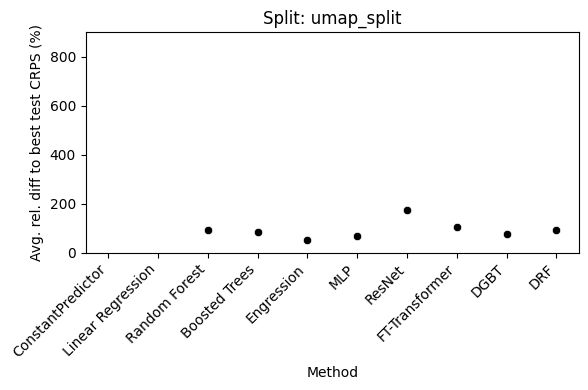 Split: umap_split
Avg. rel. diff to best test CRPS (%)
800
600
400
200
0
ConstantPredictor
Linear Regression
Random Forest
Boosted Trees
Engression
MLP
ResNet
FT-Transformer
DGBT
DRF
Method